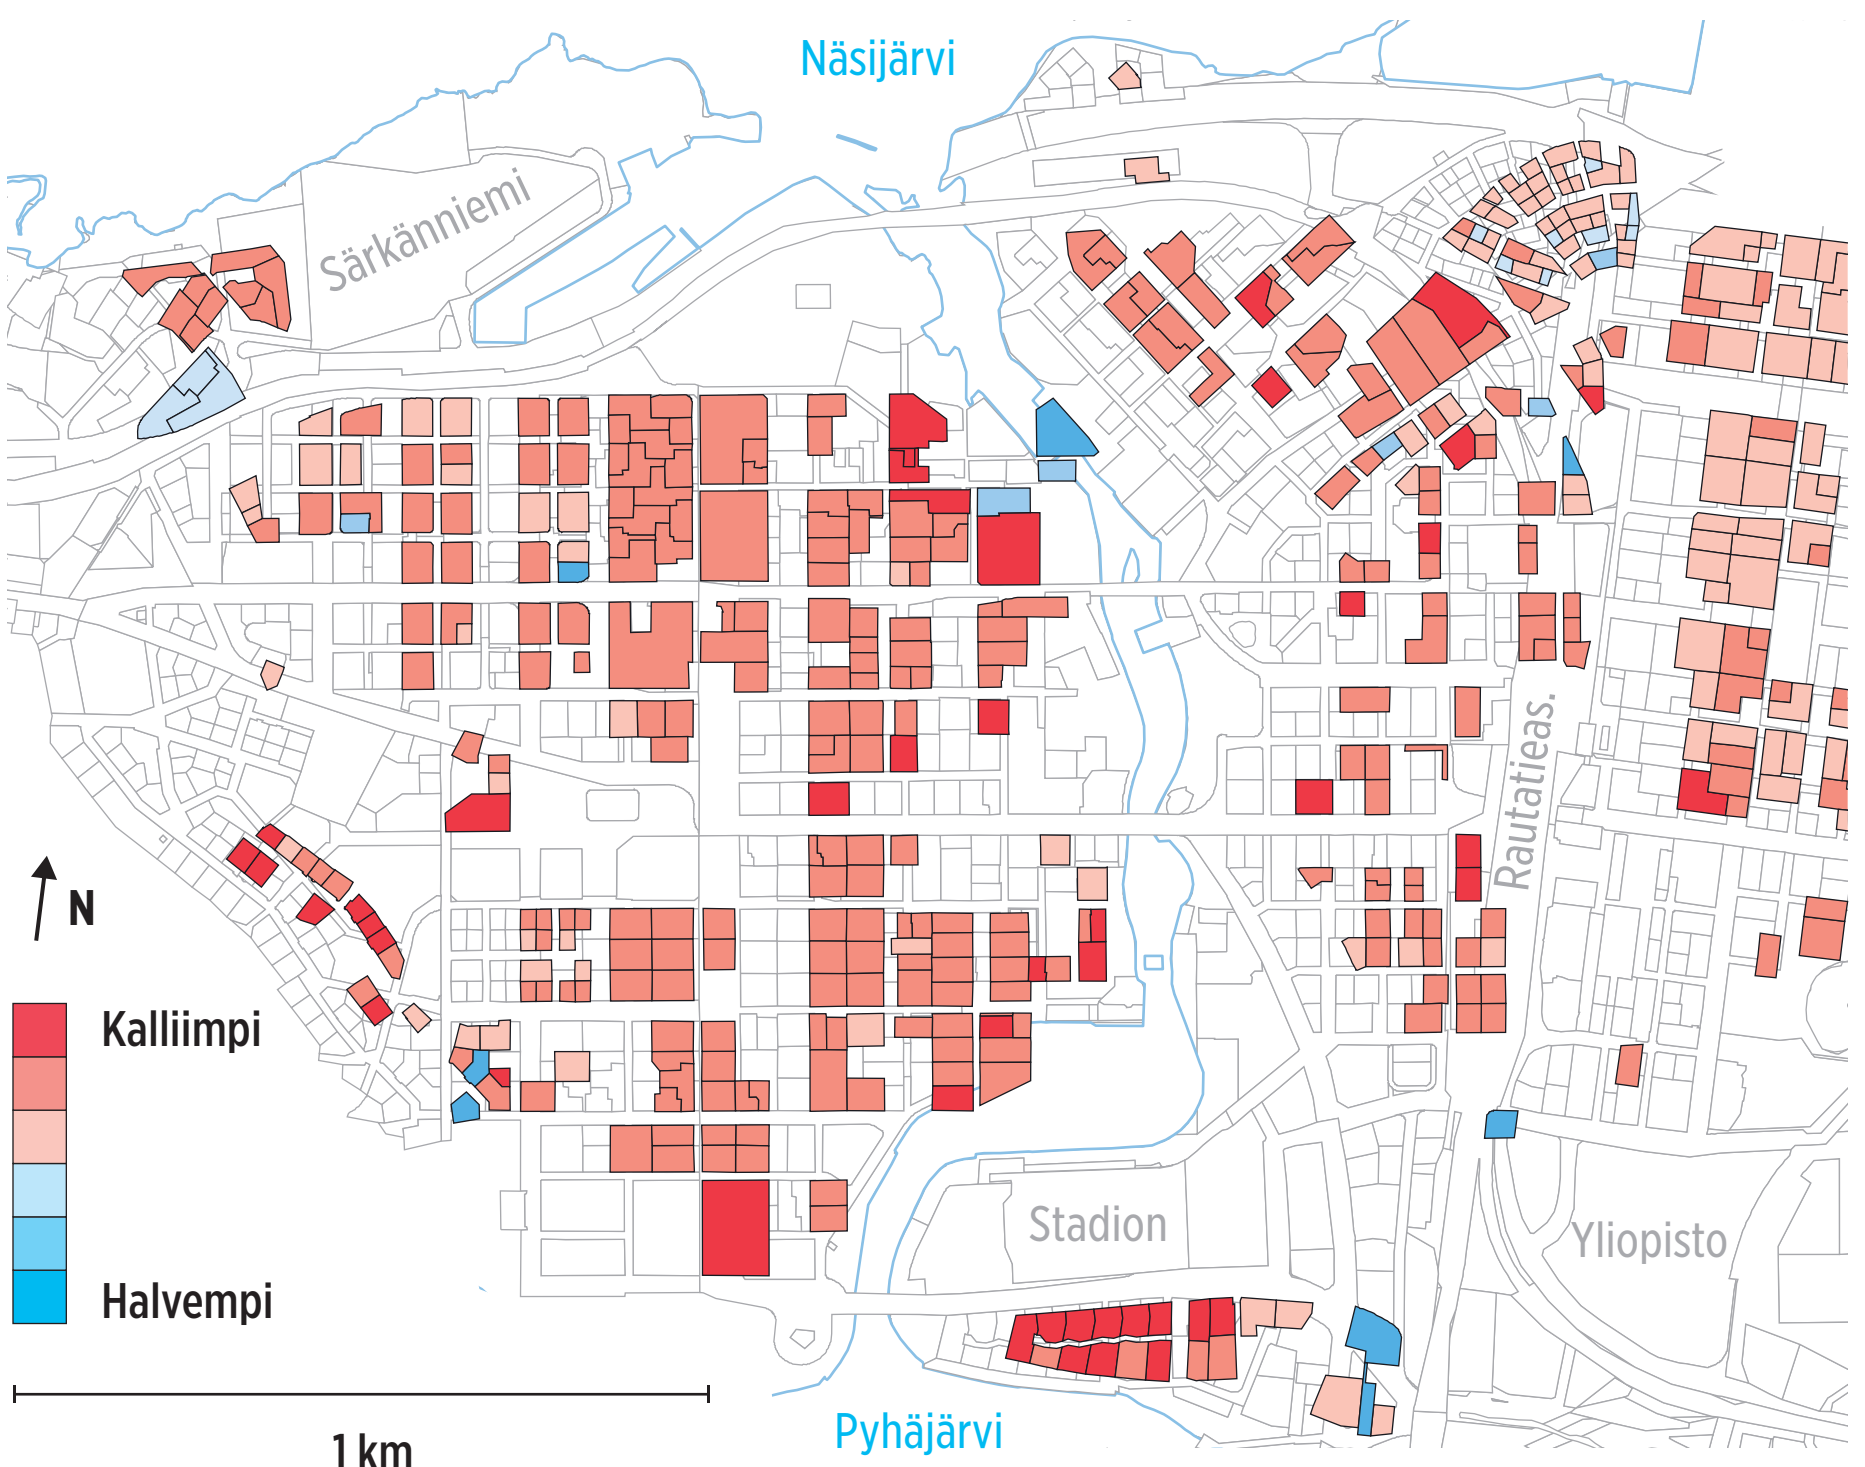 Näsijärvi
Särkänniemi
Rautatieas.
N
Kalliimpi
Halvempi
Stadion
Yliopisto
1 km
Pyhäjärvi